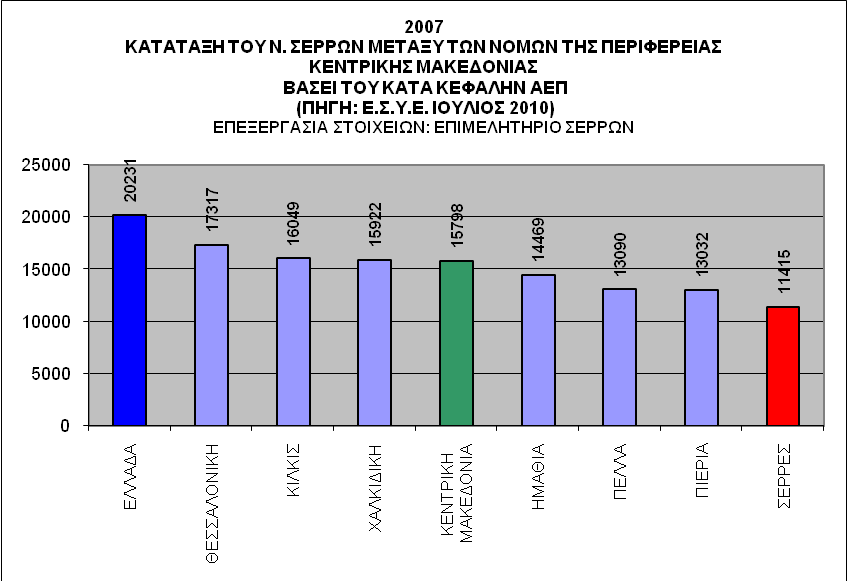 2007
ΚΑΤΑΤΑΞΗ ΤΟΥ Ν. ΣΕΡΡΩΝ ΜΕΤΑΞΥ ΤΩΝ ΝΟΜΩΝ ΤΗΣ ΠΕΡΙΦΕΡΕΙΑΣ
ΚΕΝΤΡΙΚΗΣ ΜΑΚΕΔΟΝΙΑΣ
ΒΑΣΕΙ ΤΟΥ ΚΑΤΑ ΚΕΦΑΛΗΝ ΑΕΠ
(ΠΗΓΗ: Ε.Σ.Υ.Ε. ΙΟΥΛΙΟΣ 2010)
ΕΠΕΞΕΡΓΑΣΙΑ ΣΤΟΙΧΕΙΩΝ: ΕΠΙΜΕΛΗΤΗΡΙΟ ΣΕΡΡΩΝ
25000
20000
15000
10000
5000
0
20231
17317
16049
15922
15798
14469
13090
13032
11415
ΕΛΛΑΔΑ
ΘΕΣΣΑΛΟΝΙΚΗ
ΚΙΛΚΙΣ
ΧΑΛΚΙΔΙΚΗ
ΚΕΝΤΡΙΚΗ
ΜΑΚΕΔΟΝΙΑ
ΗΜΑΘΙΑ
ΠΕΛΛΑ
ΠΙΕΡΙΑ
ΣΕΡΡΕΣ